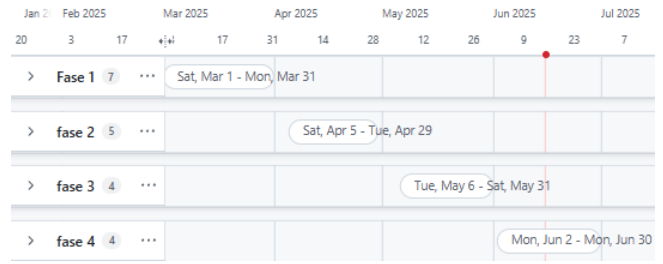 Jan 2 Feb 2025 Mar 2025 Apr 2025 May 2025 Jun 2025 Jul 2025
20 3 17 17 31 14 28 12 26 9 23 7
Fase 1 7 ··· Sat, Mar 1 - Mon, Mar 31
fase 2 5 ··· Sat, Apr 5 - Tue, Apr 29
fase 3 4 ··· Tue, May 6 - Sat, May 31
fase 4 4 ··· Mon, Jun 2 - Mon, Jun 30